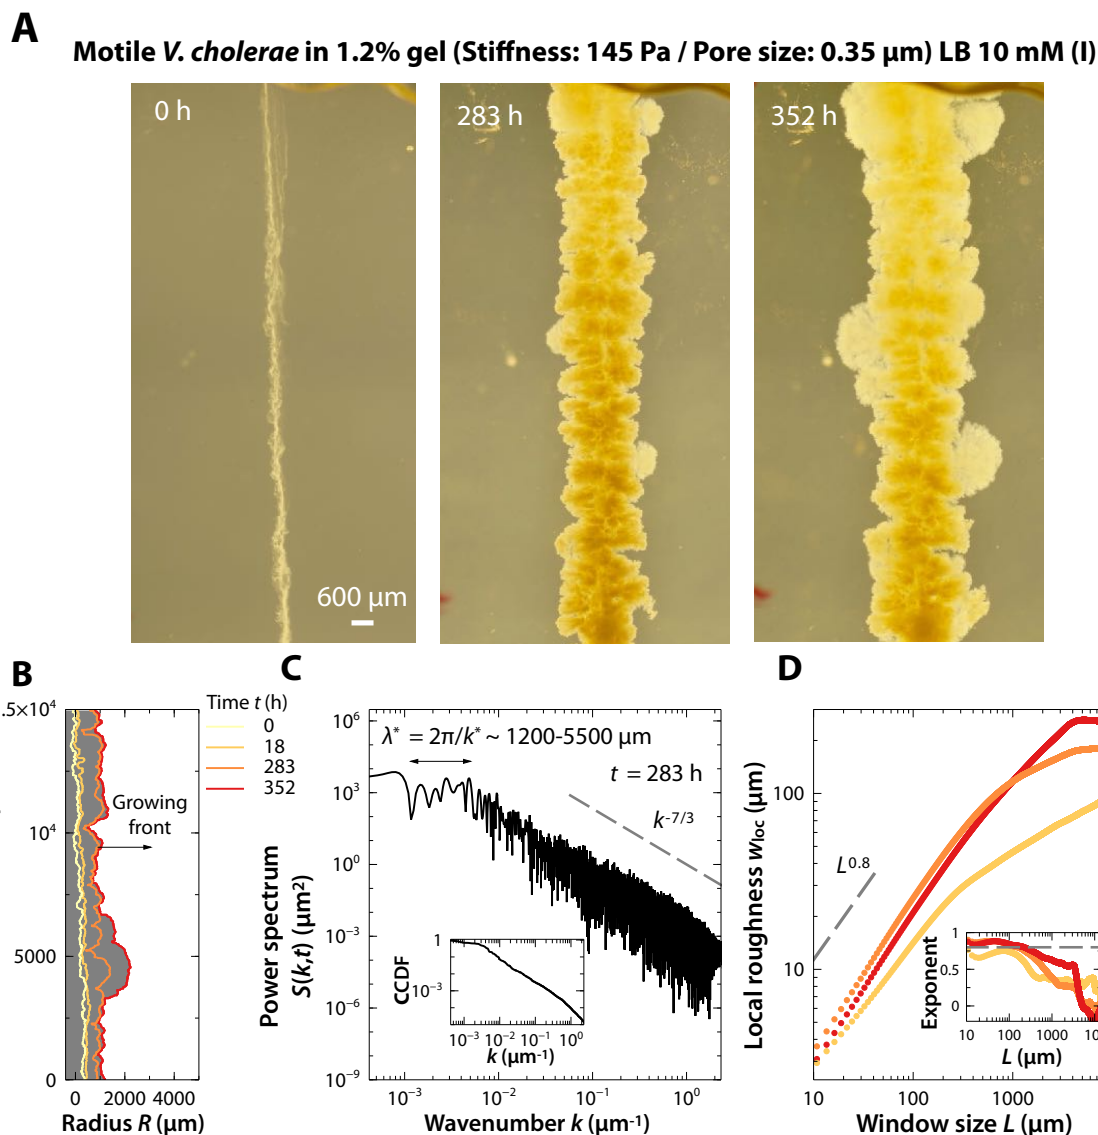 A
Motile V. cholerae in 1.2% gel (Stiffness: 145 Pa / Pore size: 0.35 μm) LB 10 mM (I)
0 h
283 h
352 h
600 μm
B
Time t (h)
0
18
283
352
.5×10⁴
10⁴
5000
0
Growing
front
0 2000 4000
Radius R (μm)
C
λ* = 2π/k* ~ 1200-5500 μm
t = 283 h
k⁻⁷/³
10⁶
10³
10⁰
10⁻³
10⁻⁶
10⁻⁹
Power spectrum
S(k,t) (μm²)
10⁻³ 10⁻² 10⁻¹ 10⁰
Wavenumber k (μm⁻¹)
1
10⁻³
CCDF
10⁻³ 10⁻² 10⁻¹ 1
k (μm⁻¹)
D
100
10
L⁰·⁸
Local roughness wloc (μm)
10 100 1000
Window size L (μm)
1
0.5
0
Exponent
10 100 1000
L (μm)